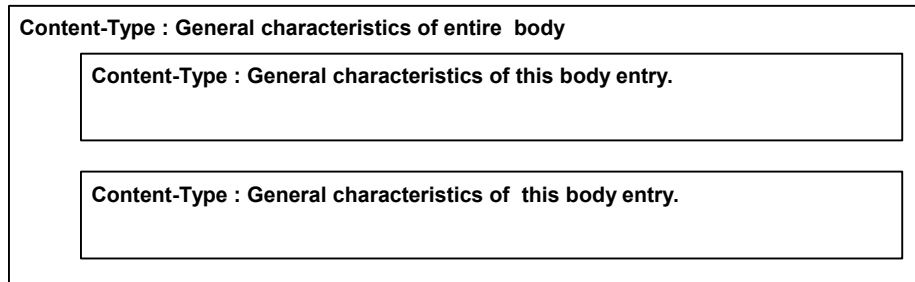 Content-Type : General characteristics of entire body
Content-Type : General characteristics of this body entry.
Content-Type : General characteristics of this body entry.